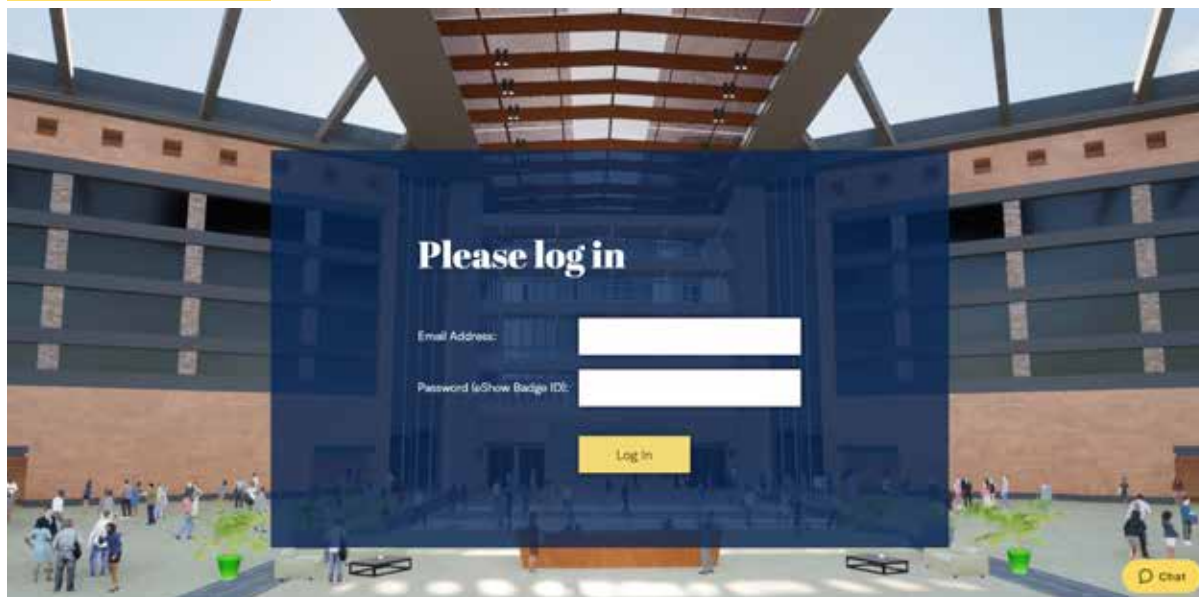 Please log in
Email Address:
Password (eShow Badge ID):
Log In
Chat